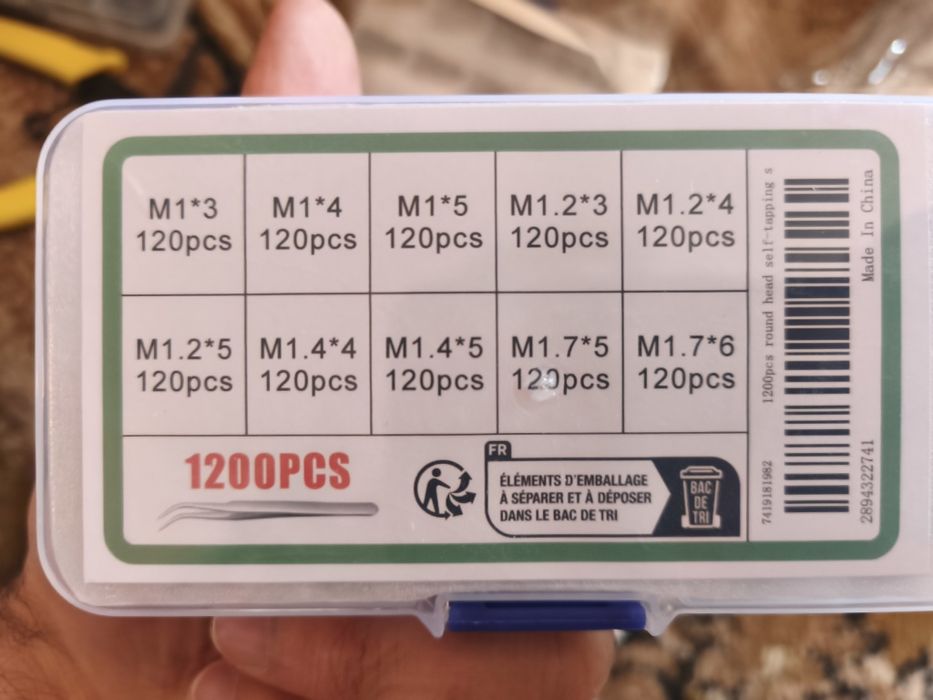 M1*3
120pcs
M1*4
120pcs
M1*5
120pcs
M1.2*3
120pcs
M1.2*4
120pcs
M1.2*5
120pcs
M1.4*4
120pcs
M1.4*5
120pcs
M1.7*5
120pcs
M1.7*6
120pcs
1200PCS
FR
ÉLÉMENTS D'EMBALLAGE
À SÉPARER ET À DÉPOSER
DANS LE BAC DE TRI
BAC
DE
TRI
1200pcs round head self-tapping s
7419181982
Made In China
2894322741